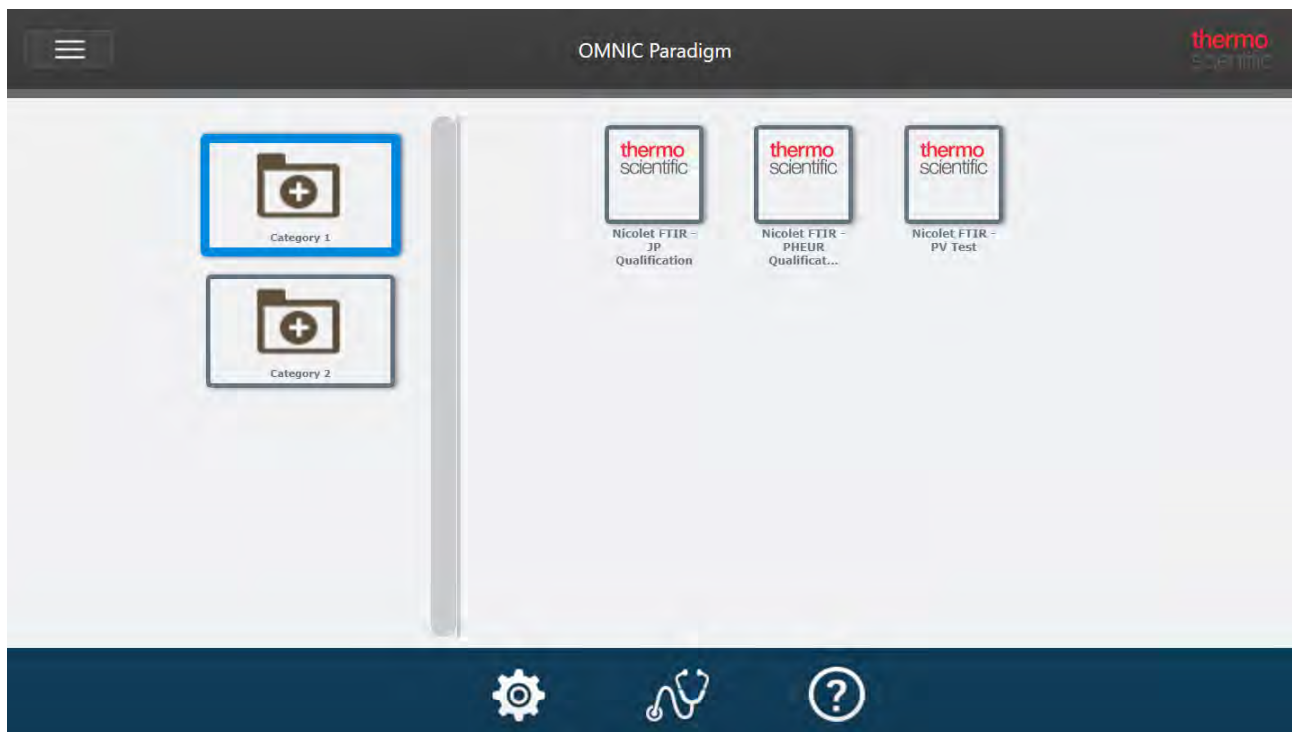 OMNIC Paradigm
thermo
scientific
Category 1
Category 2
thermo
scientific
Nicolet FTIR -
JP
Qualification
thermo
scientific
Nicolet FTIR -
PHEUR
Qualificat...
thermo
scientific
Nicolet FTIR -
PV Test
?